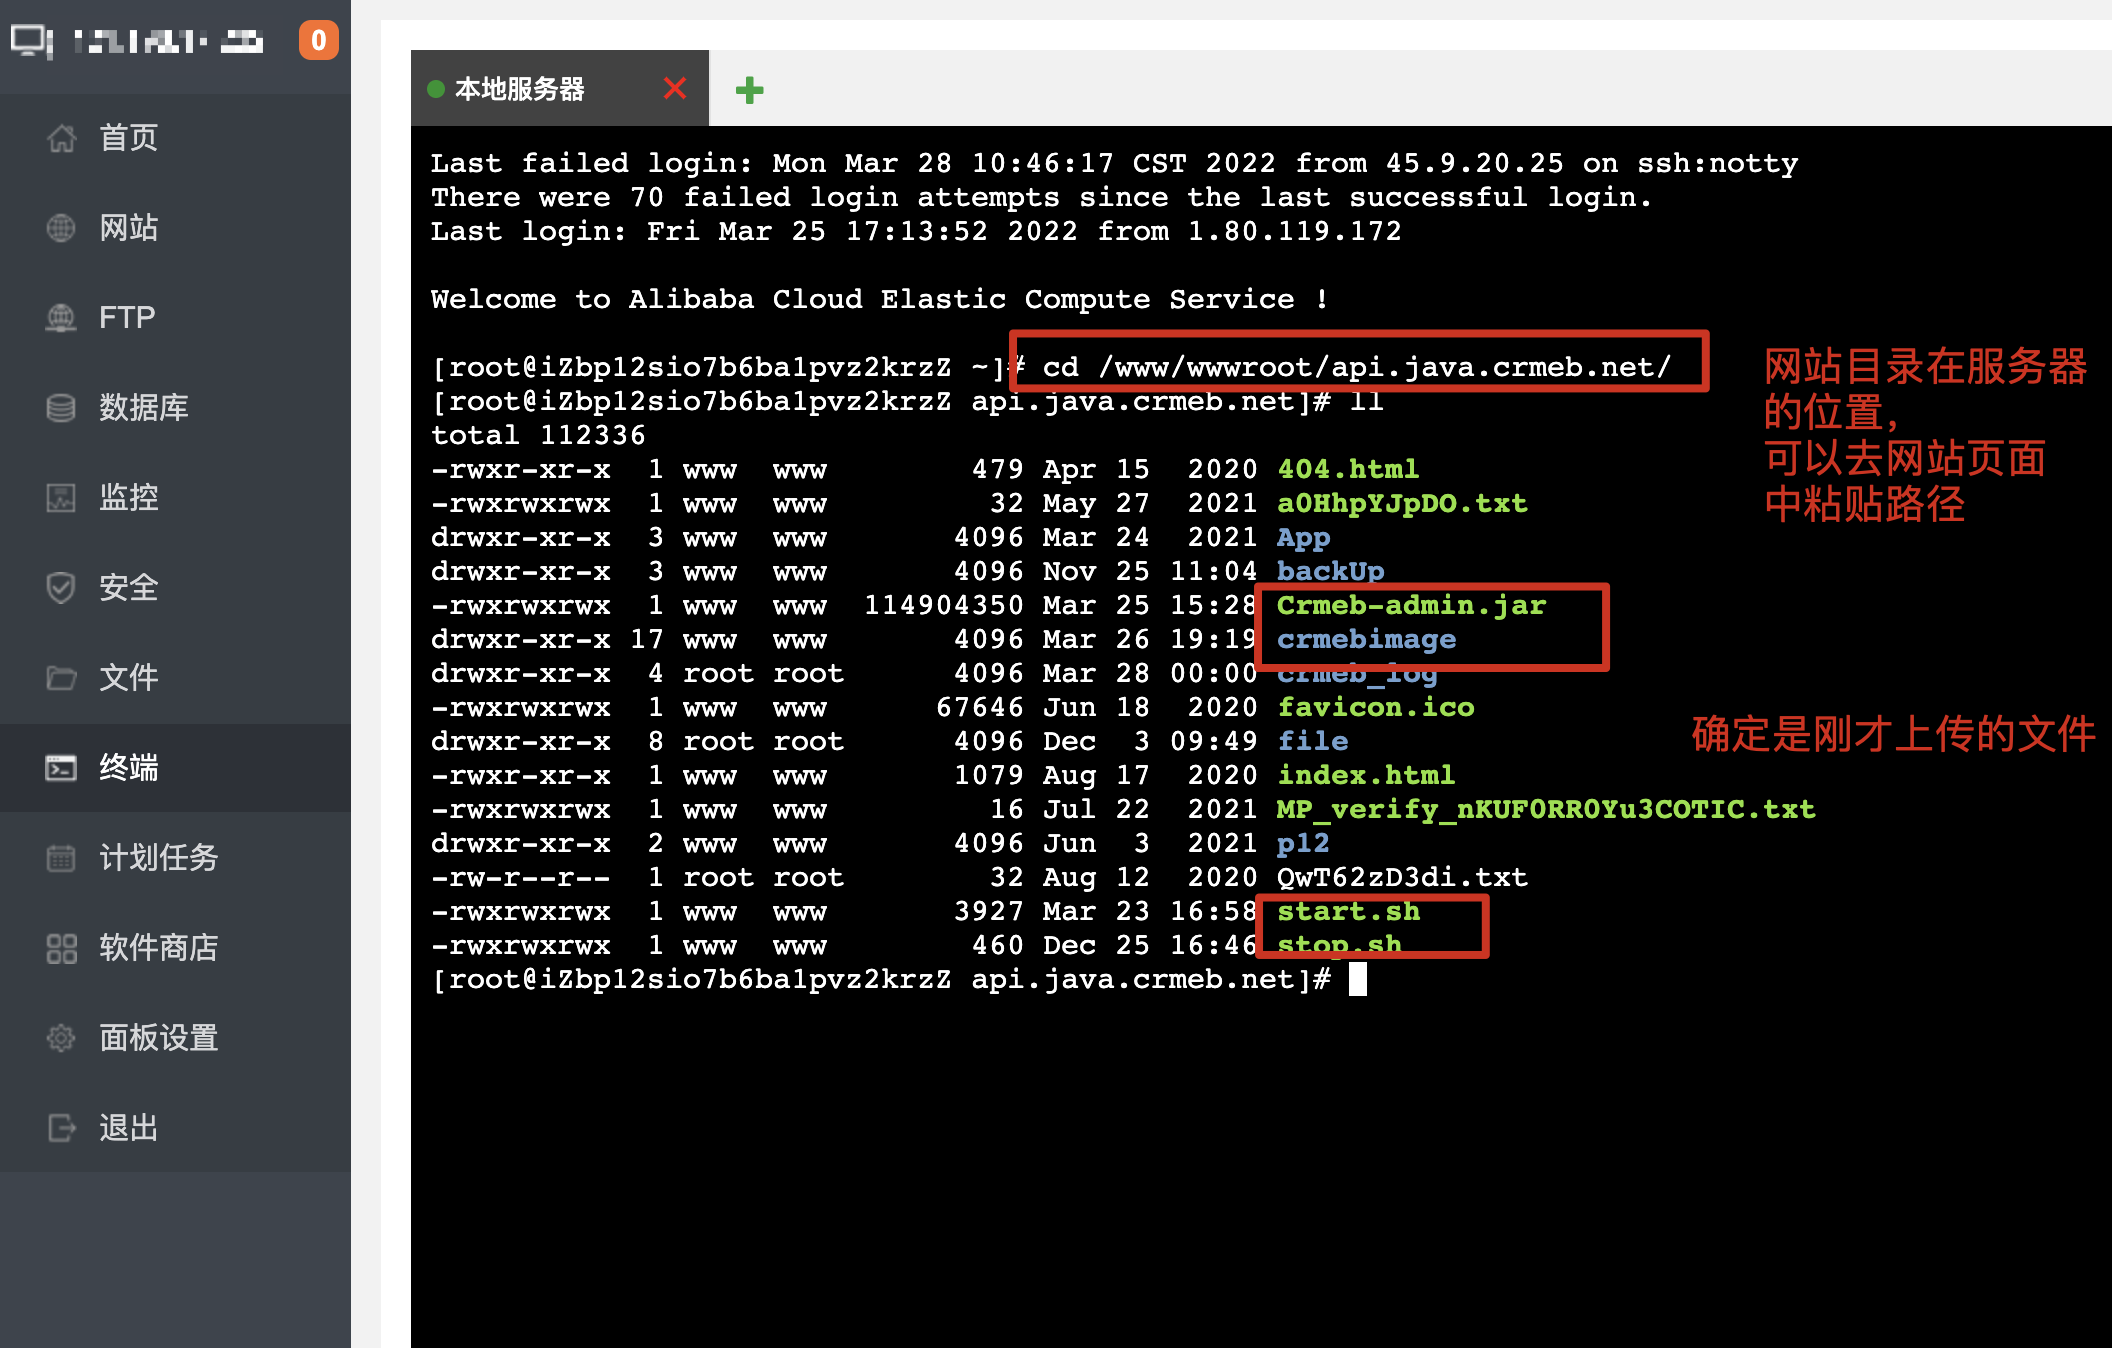 0
首页
网站
FTP
数据库
监控
安全
文件
终端
计划任务
软件商店
面板设置
退出
本地服务器
Last failed login: Mon Mar 28 10:46:17 CST 2022 from 45.9.20.25 on ssh:notty
There were 70 failed login attempts since the last successful login.
Last login: Fri Mar 25 17:13:52 2022 from 1.80.119.172
Welcome to Alibaba Cloud Elastic Compute Service !
[root@iZbp12sio7b6ba1pvz2krzZ ~]# cd /www/wwwroot/api.java.crmeb.net/
[root@iZbp12sio7b6ba1pvz2krzZ api.java.crmeb.net]# ll
total 112336
-rwxr-xr-x 1 www www 479 Apr 15 2020 404.html
-rwxrwxrwx 1 www www 32 May 27 2021 a0HhpYJpDO.txt
drwxr-xr-x 3 www www 4096 Mar 24 2021 App
drwxr-xr-x 3 www www 4096 Nov 25 11:04 backUp
-rwxrwxrwx 1 www www 114904350 Mar 25 15:28 Crmeb-admin.jar
drwxr-xr-x 17 www www 4096 Mar 26 19:19 crmebimage
drwxr-xr-x 4 root root 4096 Mar 28 00:00 crmeb_log
-rwxrwxrwx 1 www www 67646 Jun 18 2020 favicon.ico
drwxr-xr-x 8 root root 4096 Dec 3 09:49 file
-rwxr-xr-x 1 www www 1079 Aug 17 2020 index.html
-rwxrwxrwx 1 www www 16 Jul 22 2021 MP_verify_nKUF0RR0Yu3COTIC.txt
drwxr-xr-x 2 www www 4096 Jun 3 2021 p12
-rw-r--r-- 1 root root 32 Aug 12 2020 QwT62zD3di.txt
-rwxrwxrwx 1 www www 3927 Mar 23 16:58 start.sh
-rwxrwxrwx 1 www www 460 Dec 25 16:46 stop.sh
[root@iZbp12sio7b6ba1pvz2krzZ api.java.crmeb.net]#
网站目录在服务器
的位置，
可以去网站页面
中粘贴路径
确定是刚才上传的文件